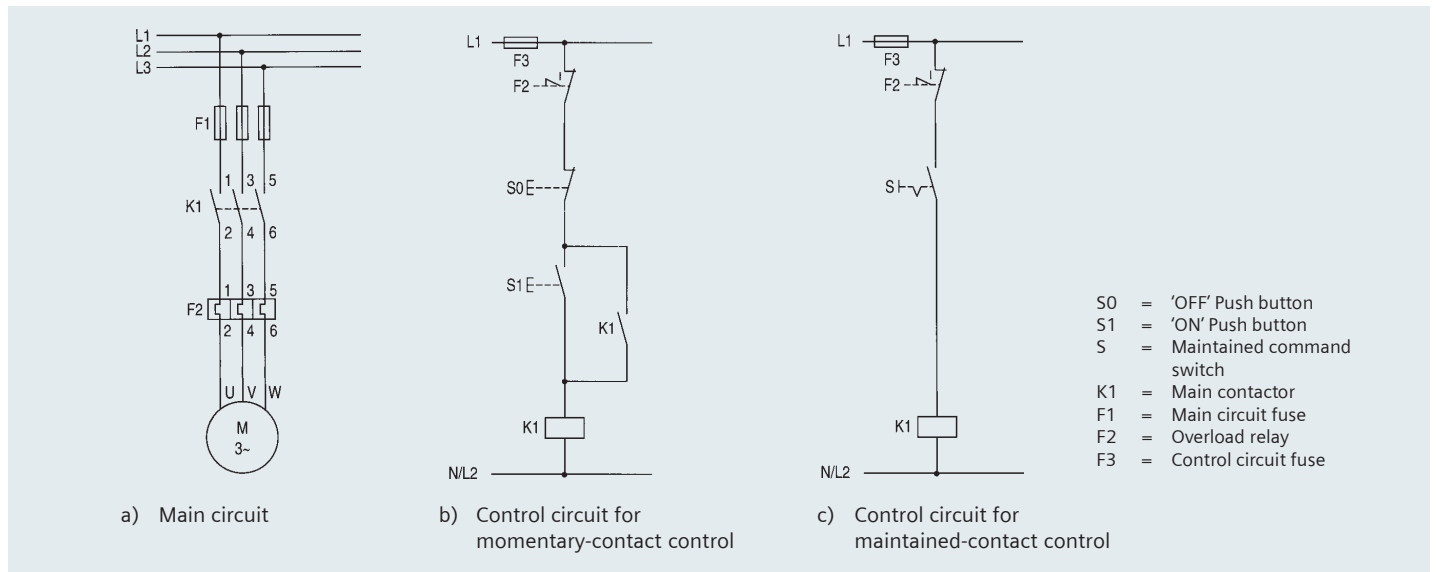 L1
L2
L3
F1
1 3 5
K1
2 4 6
1 3 5
F2
2 4 6
U V W
M
3~
a) Main circuit
L1
F3
F2
S0
S1
K1
K1
N/L2
b) Control circuit for
momentary-contact control
L1
F3
F2
S
K1
N/L2
c) Control circuit for
maintained-contact control
S0 = ‘OFF’ Push button
S1 = ‘ON’ Push button
S = Maintained command
switch
K1 = Main contactor
F1 = Main circuit fuse
F2 = Overload relay
F3 = Control circuit fuse